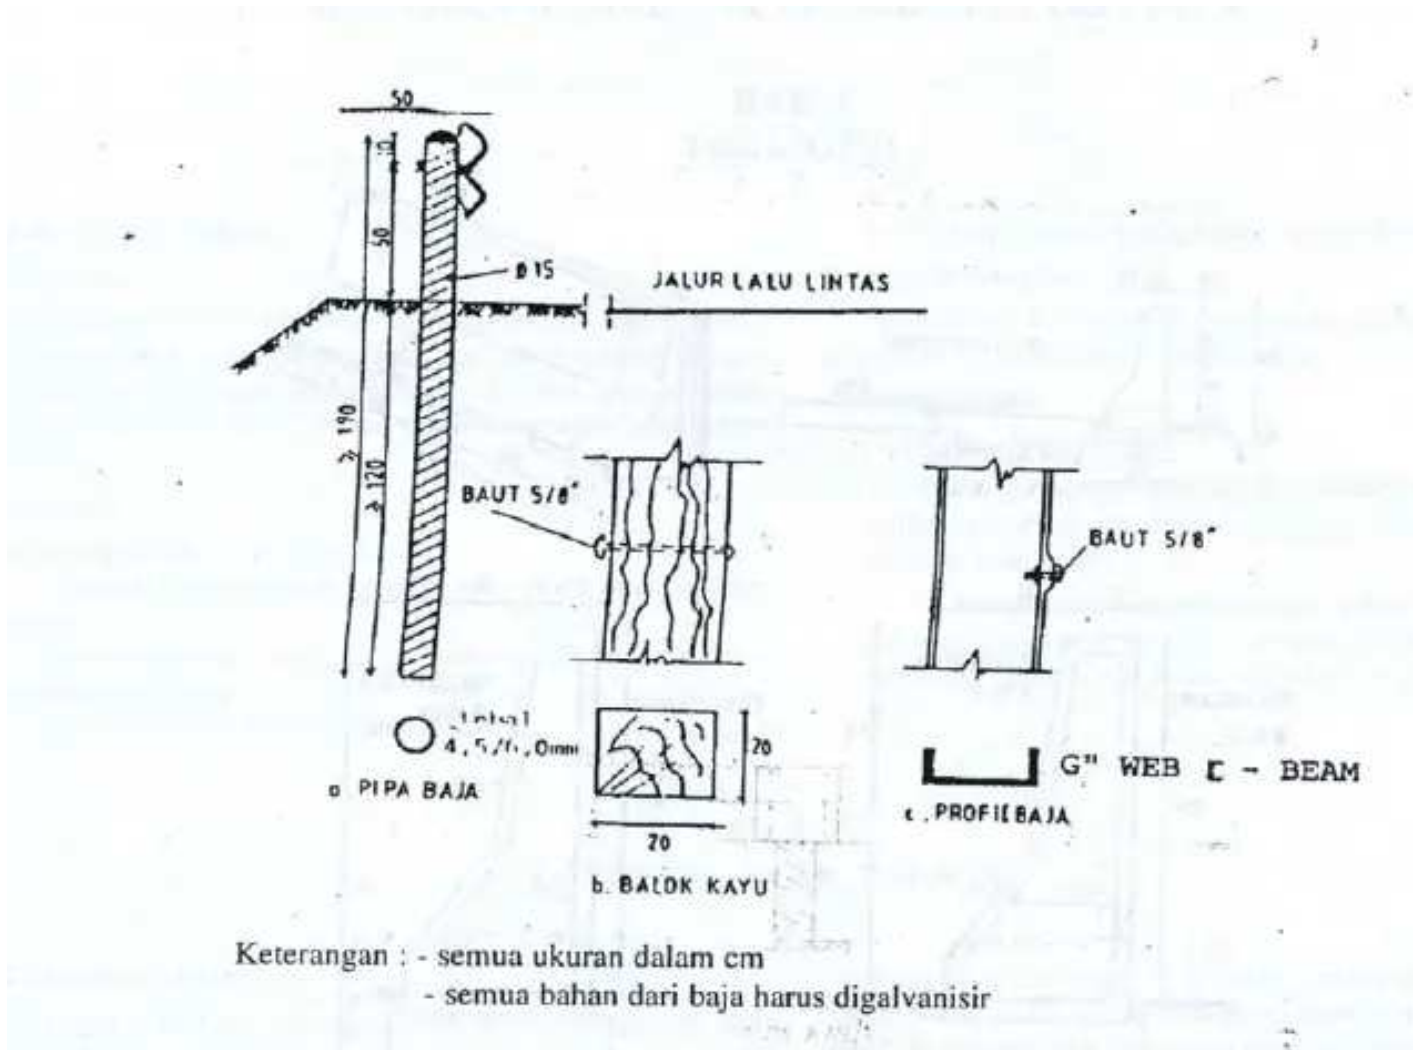 50
10
50
ø 15
JALUR LALU LINTAS
≥ 190
≥ 120
BAUT 5/8"
BAUT 5/8"
4,5/6,0mm
a. PIPA BAJA
20
20
b. BALOK KAYU
G" WEB C - BEAM
c. PROFIL BAJA
Keterangan : - semua ukuran dalam cm
- semua bahan dari baja harus digalvanisir